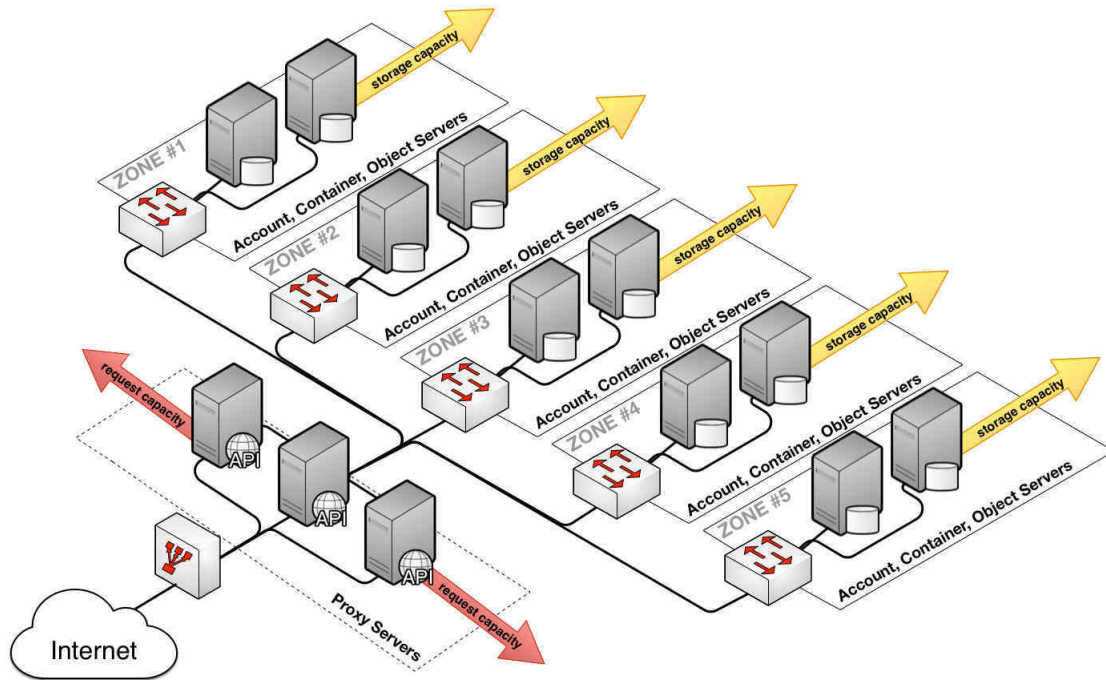 storage capacity
ZONE #1
Account, Container, Object Servers
storage capacity
ZONE #2
Account, Container, Object Servers
storage capacity
ZONE #3
Account, Container, Object Servers
storage capacity
ZONE #4
Account, Container, Object Servers
storage capacity
ZONE #5
Account, Container, Object Servers
request capacity
API
API
API
request capacity
Proxy Servers
Internet